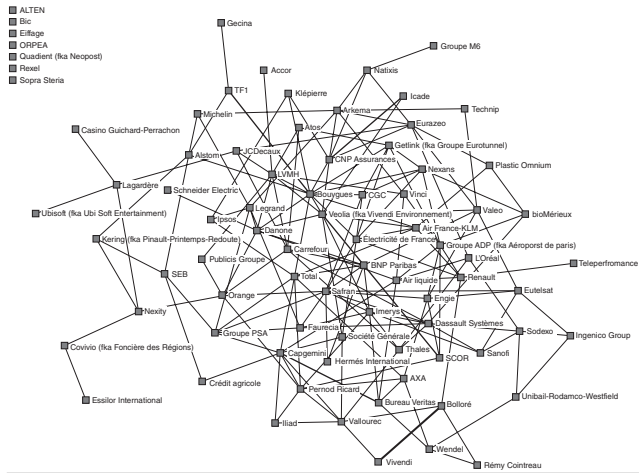 ALTEN
Bic
Eiffage
ORPEA
Quadient (fka Neopost)
Rexel
Sopra Steria
Gecina
Groupe M6
Accor
Natixis
TF1
Klépierre
Icade
Michelin
Arkema
Technip
Casino Guichard-Perrachon
Atos
Eurazeo
Getlink (fka Groupe Eurotunnel)
Alstom
JCDecaux
CNP Assurances
Nexans
Plastic Omnium
LVMH
Lagardère
Schneider Electric
Bouygues
CGC
Vinci
Ubisoft (fka Ubi Soft Entertainment)
Ipsos
Legrand
Veolia (fka Vivendi Environnement)
Valeo
bioMérieux
Danone
Air France-KLM
Kering (fka Pinault-Printemps-Redoute)
Électricité de France
Carrefour
Groupe ADP (fka Aéroporst de paris)
Publicis Groupe
BNP Paribas
L'Oréal
Teleperfromance
SEB
Total
Air liquide
Renault
Orange
Safran
Engie
Eutelsat
Nexity
Imerys
Groupe PSA
Faurecia
Dassault Systèmes
Sodexo
Ingenico Group
Société Générale
Covivio (fka Foncière des Régions)
Capgemini
Thales
Sanofi
Hermés International
SCOR
Crédit agricole
AXA
Pernod Ricard
Essilor International
Bureau Veritas
Bolloré
Unibail-Rodamco-Westfield
Iliad
Vallourec
Wendel
Vivendi
Rémy Cointreau